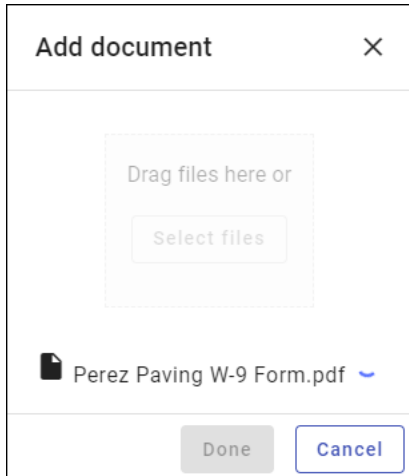 Add document
Drag files here or
Select files
Perez Paving W-9 Form.pdf
Done
Cancel